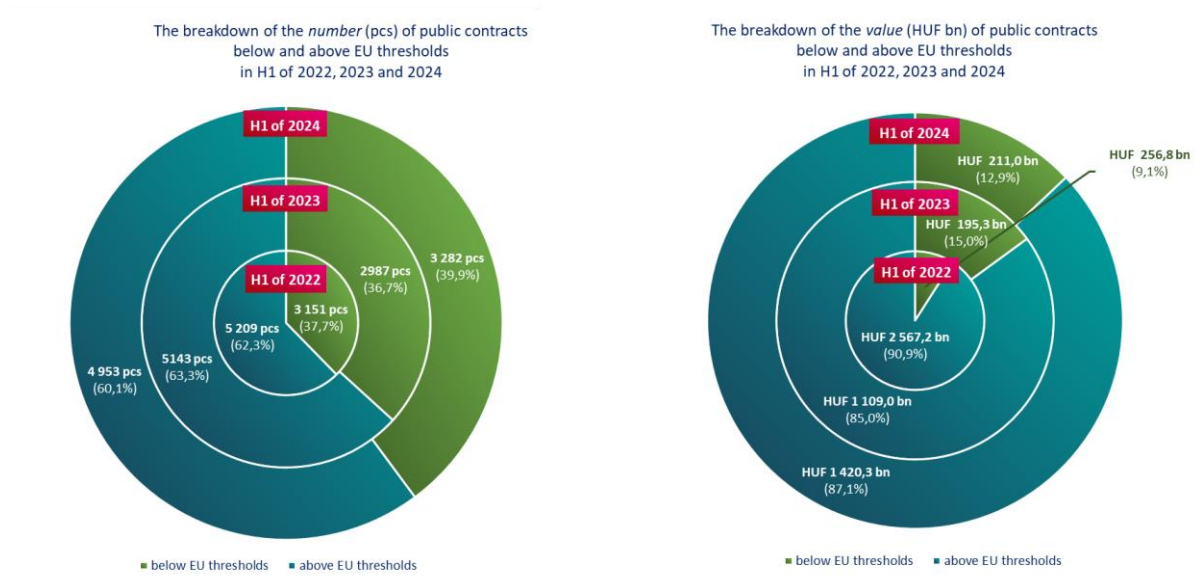 The breakdown of the number (pcs) of public contracts
below and above EU thresholds
in H1 of 2022, 2023 and 2024
H1 of 2024
H1 of 2023
H1 of 2022
3 282 pcs
(39,9%)
2987 pcs
(36,7%)
3 151 pcs
(37,7%)
5 209 pcs
(62,3%)
5143 pcs
(63,3%)
4 953 pcs
(60,1%)
below EU thresholds
above EU thresholds
The breakdown of the value (HUF bn) of public contracts
below and above EU thresholds
in H1 of 2022, 2023 and 2024
H1 of 2024
HUF 211,0 bn
(12,9%)
HUF 256,8 bn
(9,1%)
H1 of 2023
HUF 195,3 bn
(15,0%)
H1 of 2022
HUF 2 567,2 bn
(90,9%)
HUF 1 109,0 bn
(85,0%)
HUF 1 420,3 bn
(87,1%)
below EU thresholds
above EU thresholds